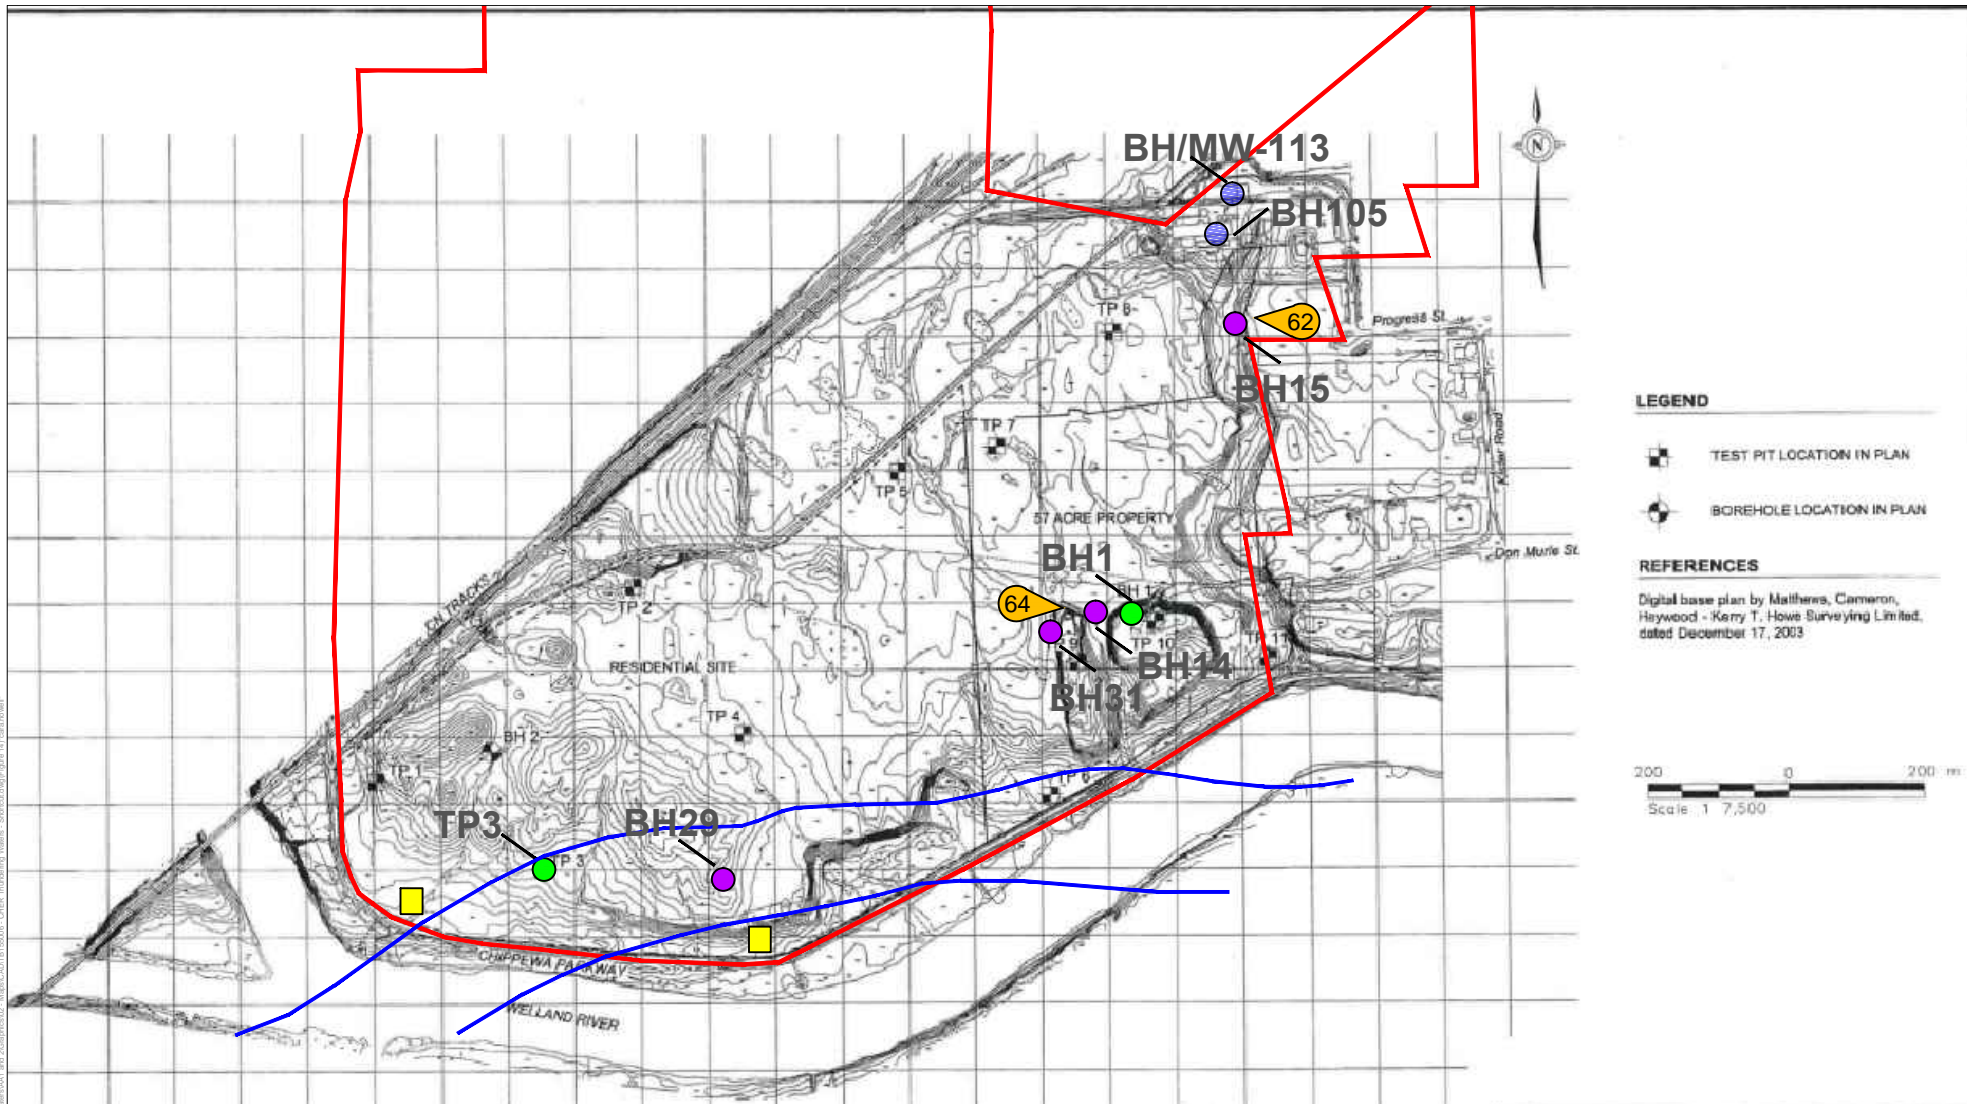 BH/MW-113
BH105
N
TP 8
62
Progress St.
BH15
LEGEND
TEST PIT LOCATION IN PLAN
BOREHOLE LOCATION IN PLAN
TP 7
TP 5
57 ACRE PROPERTY
Don Murie St.
REFERENCES
Digital base plan by Matthews, Cameron,
Heywood - Kerry T. Howe Surveying Limited,
dated December 17, 2003
BH1
BH 1
64
TP 2
CN TRACKS
TP 10
TP 11
RESIDENTIAL SITE
BH14
BH31
TP 4
BH 2
TP 1
TP 6
200 0 200 m
Scale 1 7,500
TP3
BH29
TP 3
CHIPPEWA PARKWAY
WELLAND RIVER